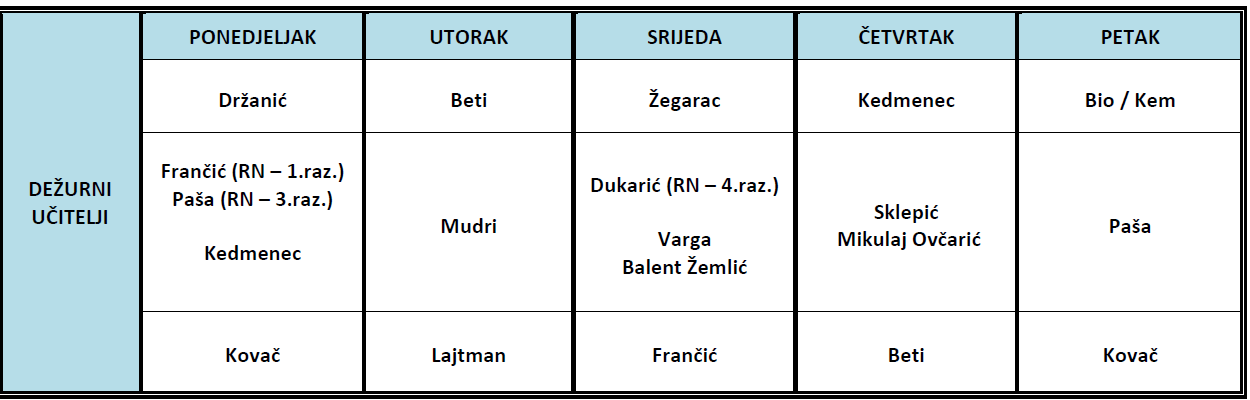 PONEDJELJAK UTORAK SRIJEDA ČETVRTAK PETAK
DEŽURNI
UČITELJI
Držanić Beti Žegarac Kedmenec Bio / Kem
Frančić (RN – 1.raz.)
Paša (RN – 3.raz.)
Kedmenec
Mudri
Dukarić (RN – 4.raz.)
Varga
Balent Žemlić
Sklepić
Mikulaj Ovčarić
Paša
Kovač Lajtman Frančić Beti Kovač